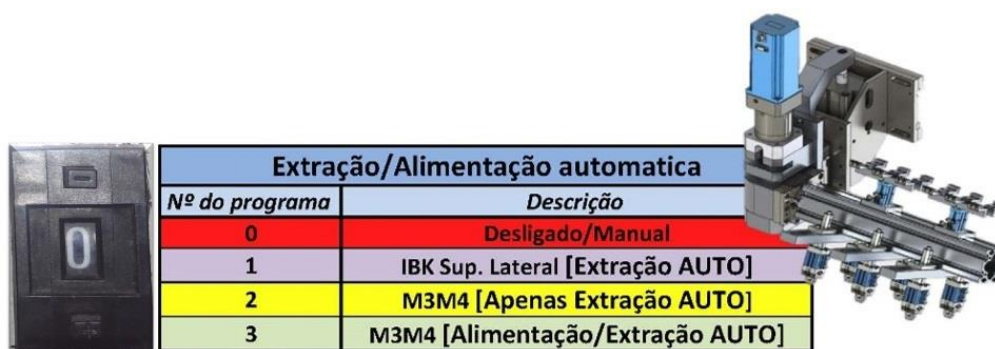 Extração/Alimentação automatica
Nº do programa Descrição
0 Desligado/Manual
1 IBK Sup. Lateral [Extração AUTO]
2 M3M4 [Apenas Extração AUTO]
3 M3M4 [Alimentação/Extração AUTO]
0